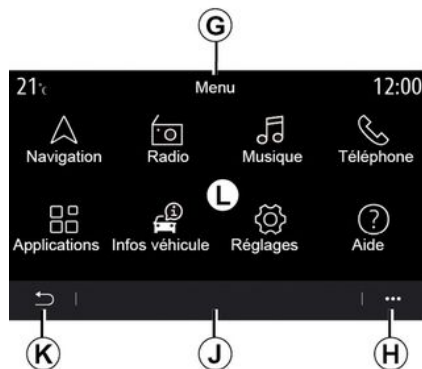 G
21°c Menu 12:00
Navigation Radio Musique Téléphone
L
Applications Infos véhicule Réglages Aide
K J H